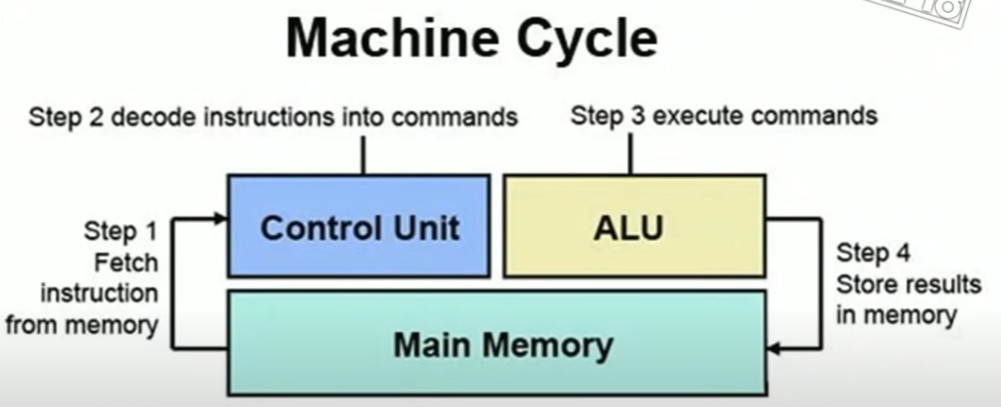 Machine Cycle
Step 2 decode instructions into commands
Step 3 execute commands
Control Unit
ALU
Step 1
Fetch
instruction
from memory
Step 4
Store results
in memory
Main Memory